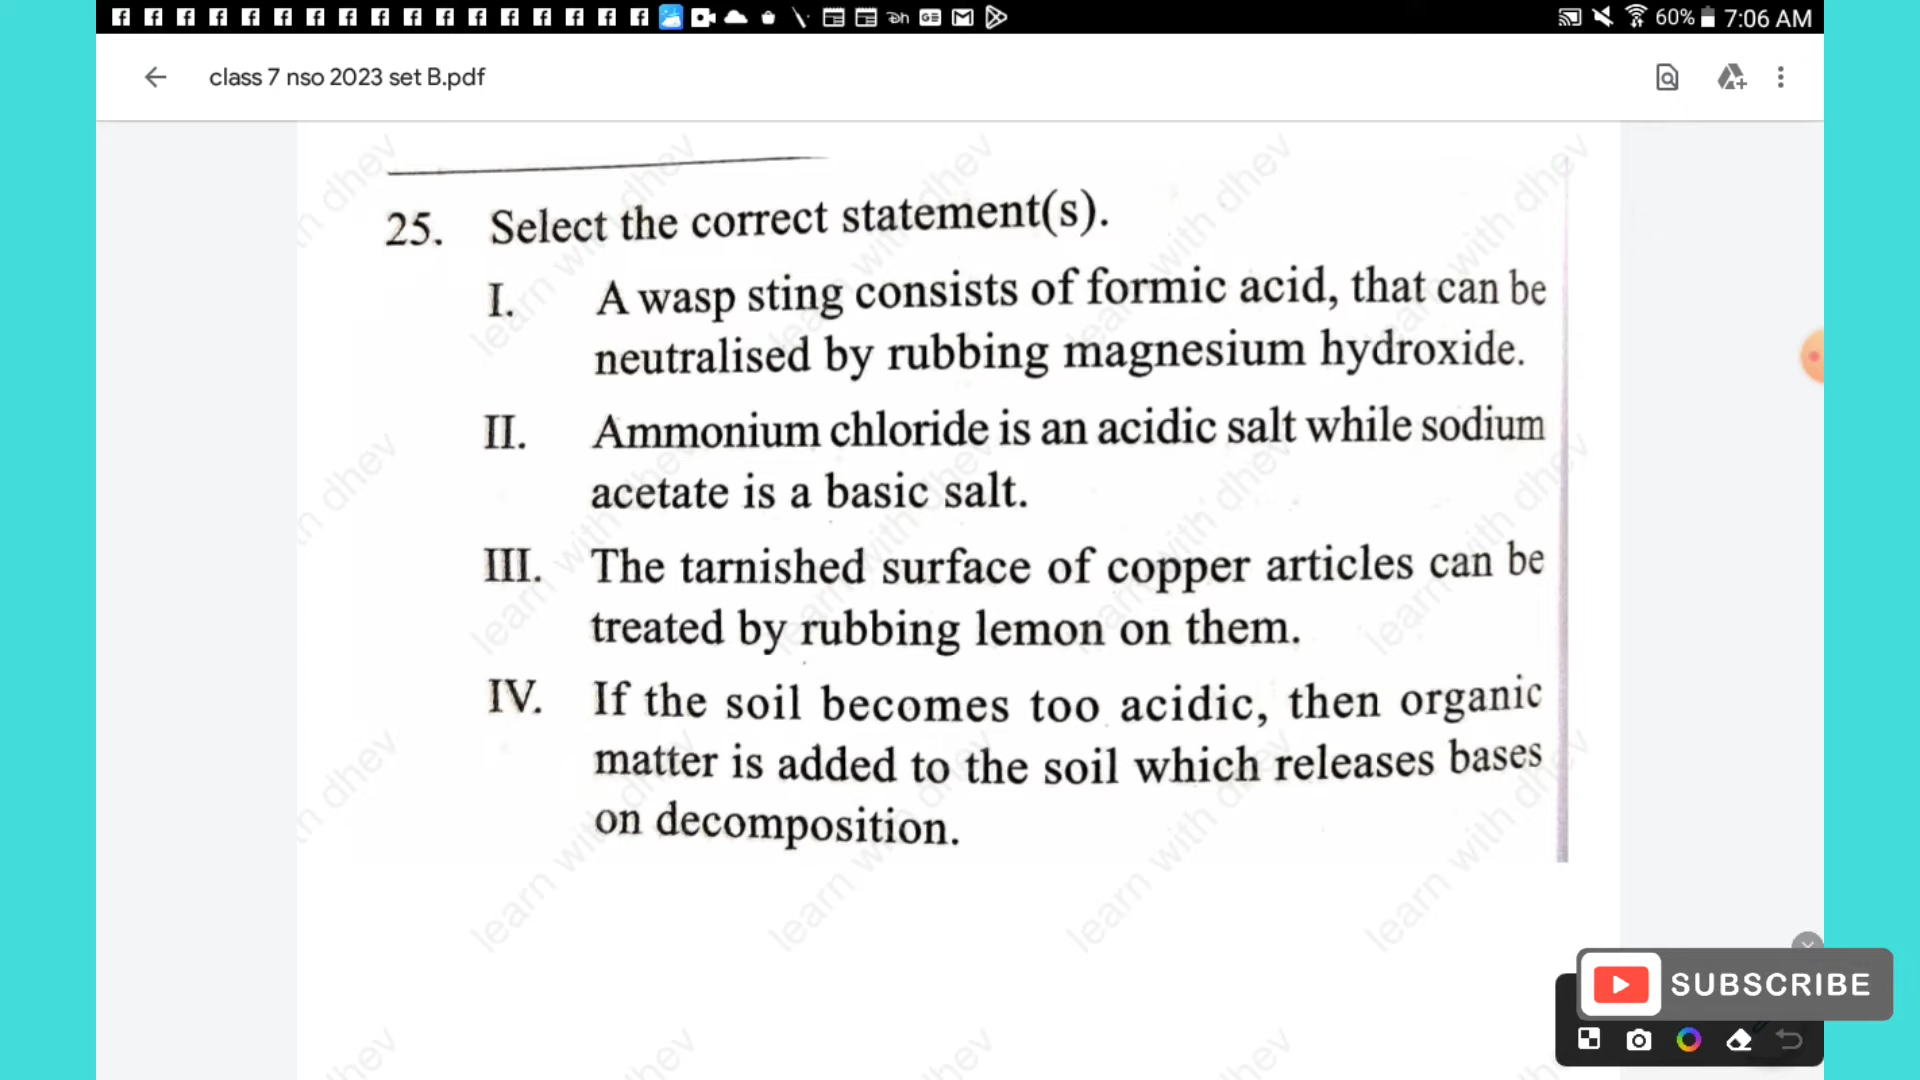 60% 7:06 AM
class 7 nso 2023 set B.pdf
25. Select the correct statement(s).
I. A wasp sting consists of formic acid, that can be
neutralised by rubbing magnesium hydroxide.
II. Ammonium chloride is an acidic salt while sodium
acetate is a basic salt.
III. The tarnished surface of copper articles can be
treated by rubbing lemon on them.
IV. If the soil becomes too acidic, then organic
matter is added to the soil which releases bases
on decomposition.
learn with dhev
SUBSCRIBE